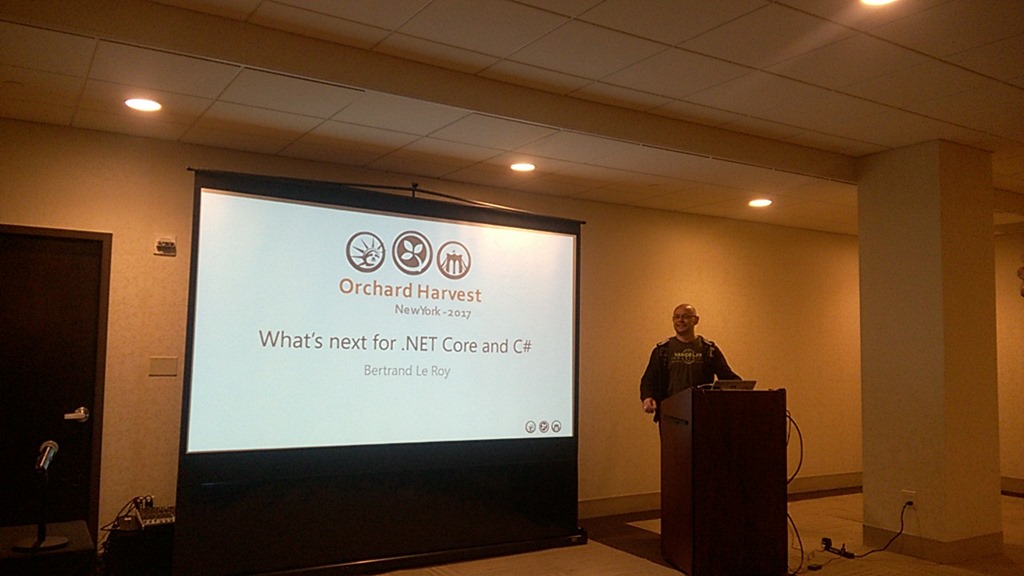 Orchard Harvest
NewYork - 2017
What's next for .NET Core and C#
Bertrand Le Roy